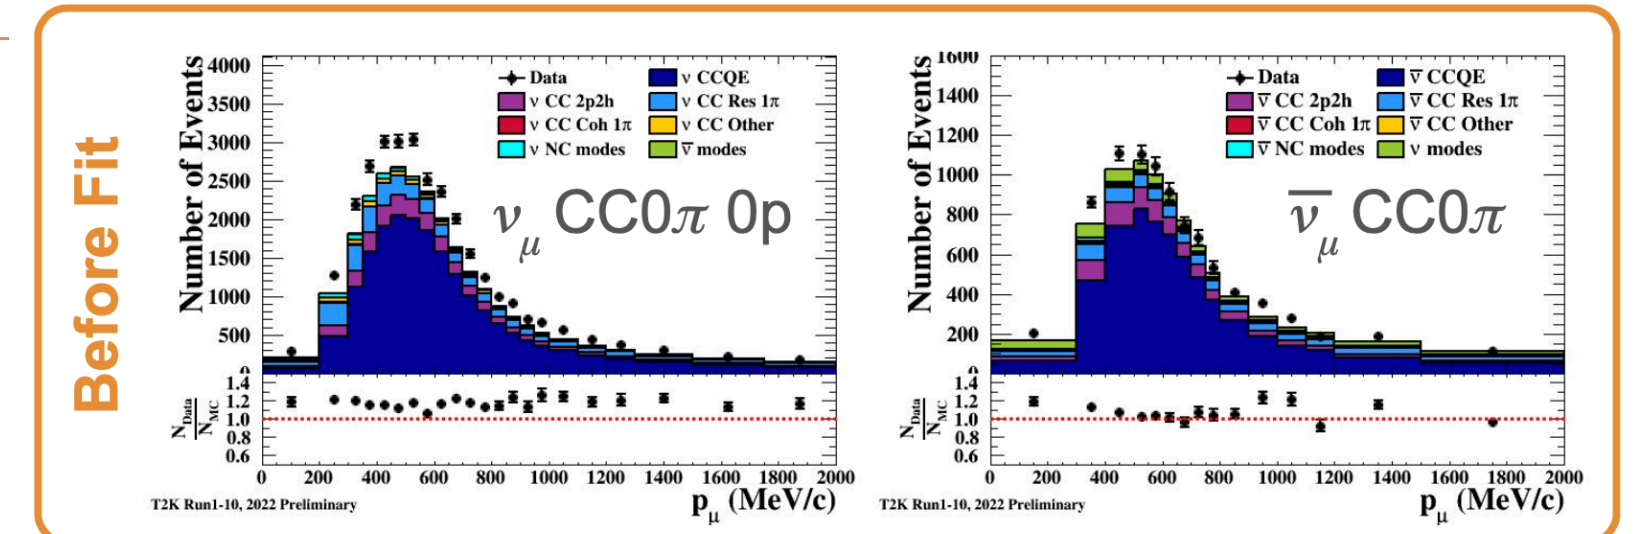 Before Fit
Number of Events
4000
3500
3000
2500
2000
1500
1000
500
0
Data
ν CCQE
ν CC 2p2h
ν CC Res 1π
ν CC Coh 1π
ν CC Other
ν NC modes
ν̅ modes
ν_μ CC0π 0p
N_Data
N_MC
1.4
1.2
1.0
0.8
0.6
0 200 400 600 800 1000 1200 1400 1600 1800 2000
T2K Run1-10, 2022 Preliminary
p_μ (MeV/c)
Number of Events
1600
1400
1200
1000
800
600
400
200
0
Data
ν̅ CCQE
ν̅ CC 2p2h
ν̅ CC Res 1π
ν̅ CC Coh 1π
ν̅ CC Other
ν̅ NC modes
ν modes
ν̅_μ CC0π
N_Data
N_MC
1.4
1.2
1.0
0.8
0.6
0 200 400 600 800 1000 1200 1400 1600 1800 2000
T2K Run1-10, 2022 Preliminary
p_μ (MeV/c)